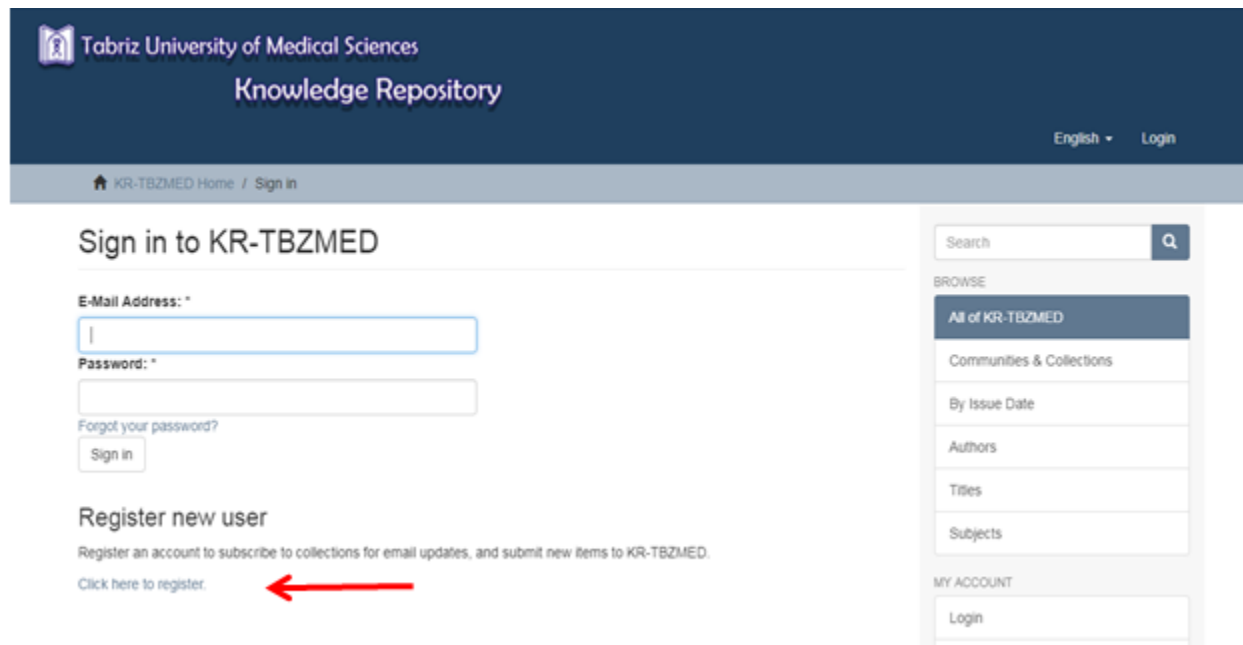 Tabriz University of Medical Sciences
Knowledge Repository
English Login
KR-TBZMED Home / Sign in
Sign in to KR-TBZMED
E-Mail Address: *
Password: *
Forgot your password?
Sign in
Register new user
Register an account to subscribe to collections for email updates, and submit new items to KR-TBZMED.
Click here to register.
Search
BROWSE
All of KR-TBZMED
Communities & Collections
By Issue Date
Authors
Titles
Subjects
MY ACCOUNT
Login